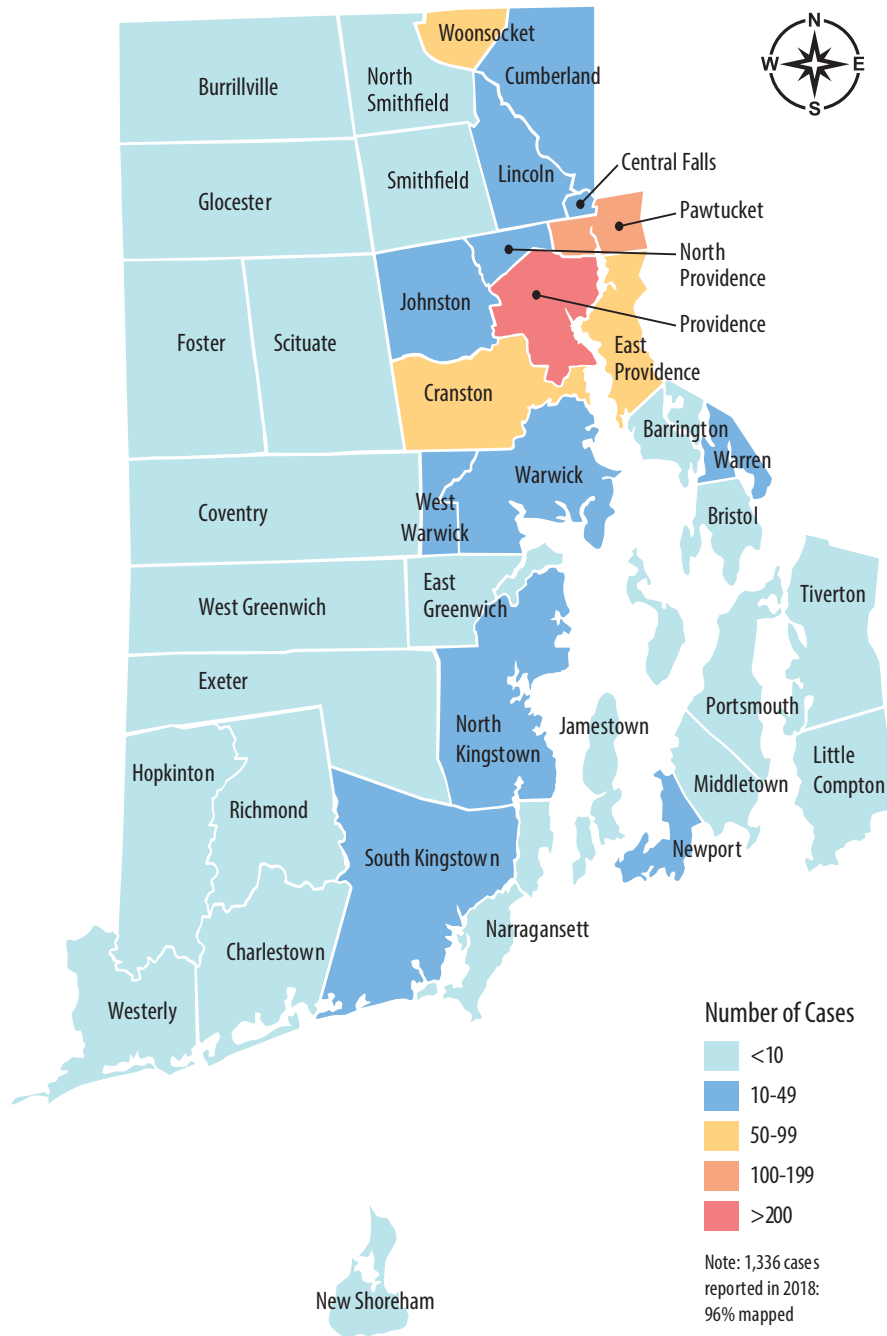 N
W
E
S
Woonsocket
Burrillville
North
Smithfield
Cumberland
Central Falls
Lincoln
Smithfield
Glocester
Pawtucket
North
Providence
Johnston
Providence
Foster
Scituate
East
Providence
Cranston
Barrington
Warren
Warwick
West
Warwick
Coventry
Bristol
East
Greenwich
West Greenwich
Tiverton
Exeter
Portsmouth
North
Kingstown
Jamestown
Hopkinton
Little
Compton
Middletown
Richmond
South Kingstown
Newport
Narragansett
Charlestown
Westerly
Number of Cases
<10
10-49
50-99
100-199
>200
Note: 1,336 cases
reported in 2018:
96% mapped
New Shoreham